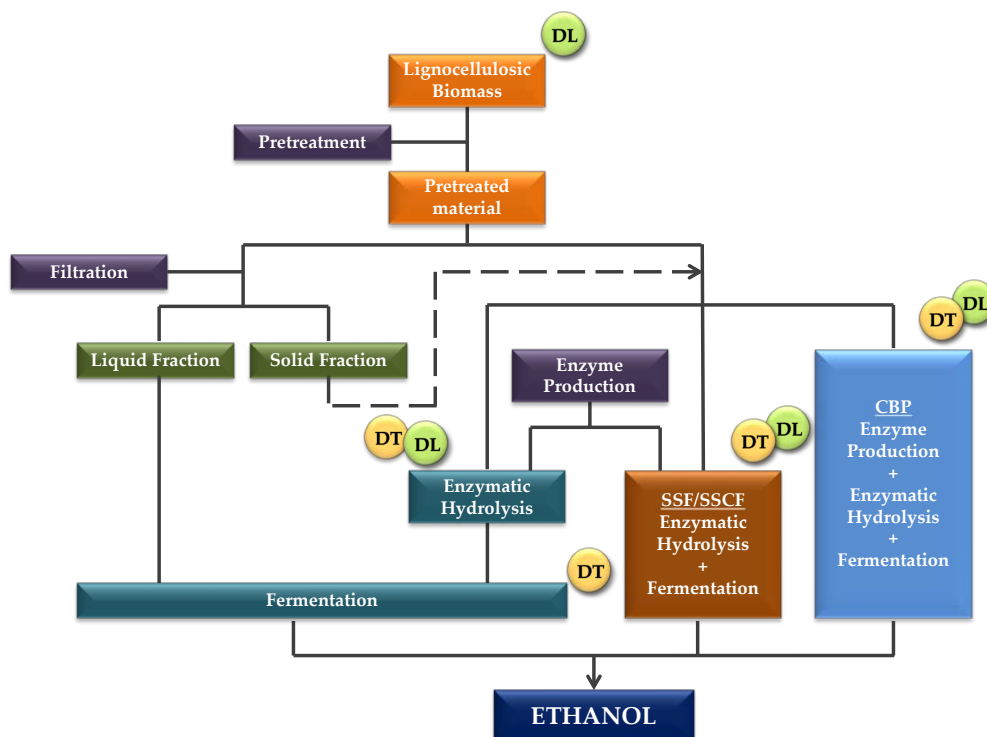 DL
Lignocellulosic
Biomass
Pretreatment
Pretreated
material
Filtration
Liquid Fraction
Solid Fraction
Enzyme
Production
DT
DL
Enzymatic
Hydrolysis
DT
DL
SSF/SSCF
Enzymatic
Hydrolysis
+
Fermentation
DT
DL
CBP
Enzyme
Production
+
Enzymatic
Hydrolysis
+
Fermentation
DT
Fermentation
ETHANOL